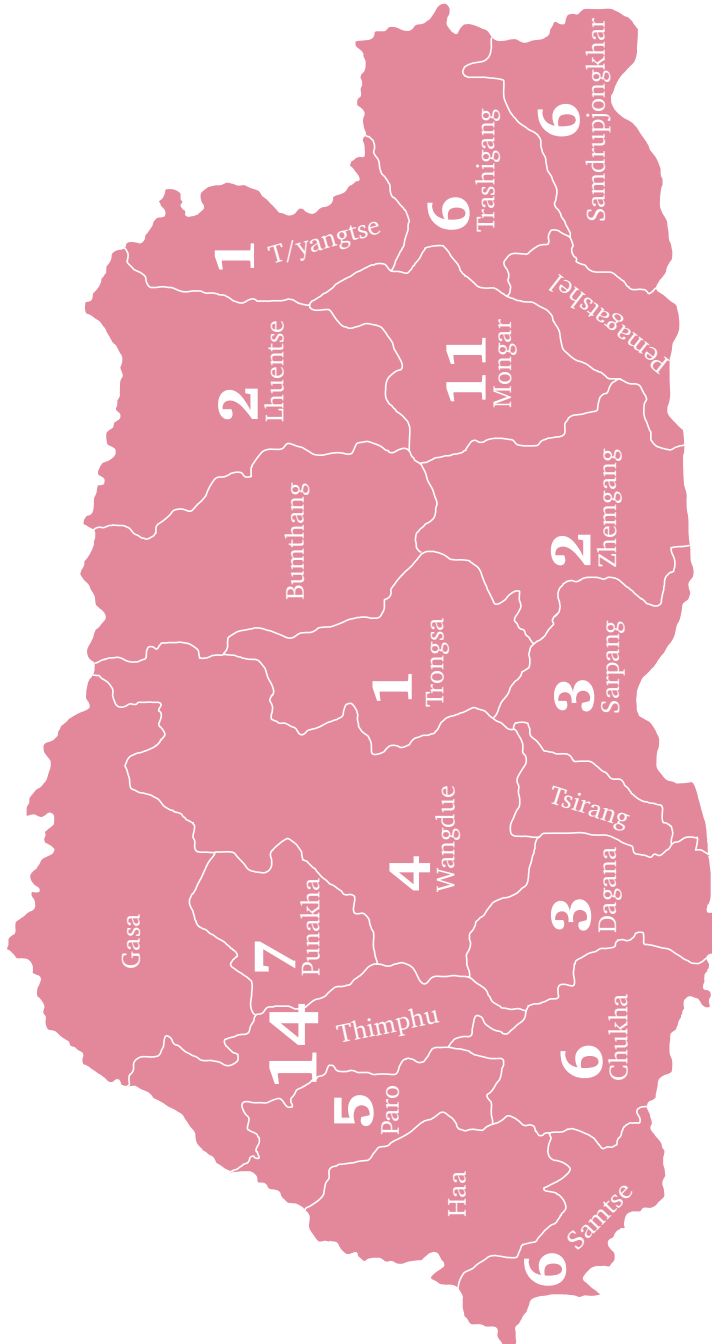 Gasa
1
T/yangtse
2
Lhuentse
Bumthang
7
Punakha
14
Thimphu
5
Paro
Haa
6
Samtse
6
Chukha
3
Dagana
Tsirang
4
Wangdue
1
Trongsa
3
Sarpang
2
Zhemgang
11
Mongar
6
Trashigang
Pemagatshel
6
Samdrupjongkhar